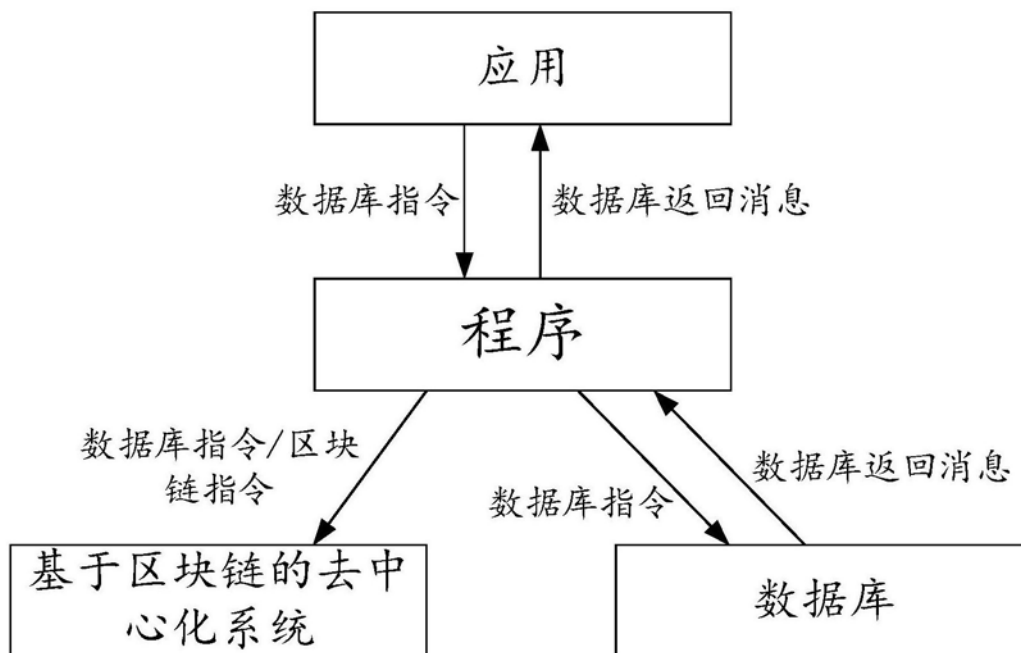 应用
数据库指令
数据库返回消息
程序
数据库指令/区块
链指令
数据库指令
数据库返回消息
基于区块链的去中
心化系统
数据库